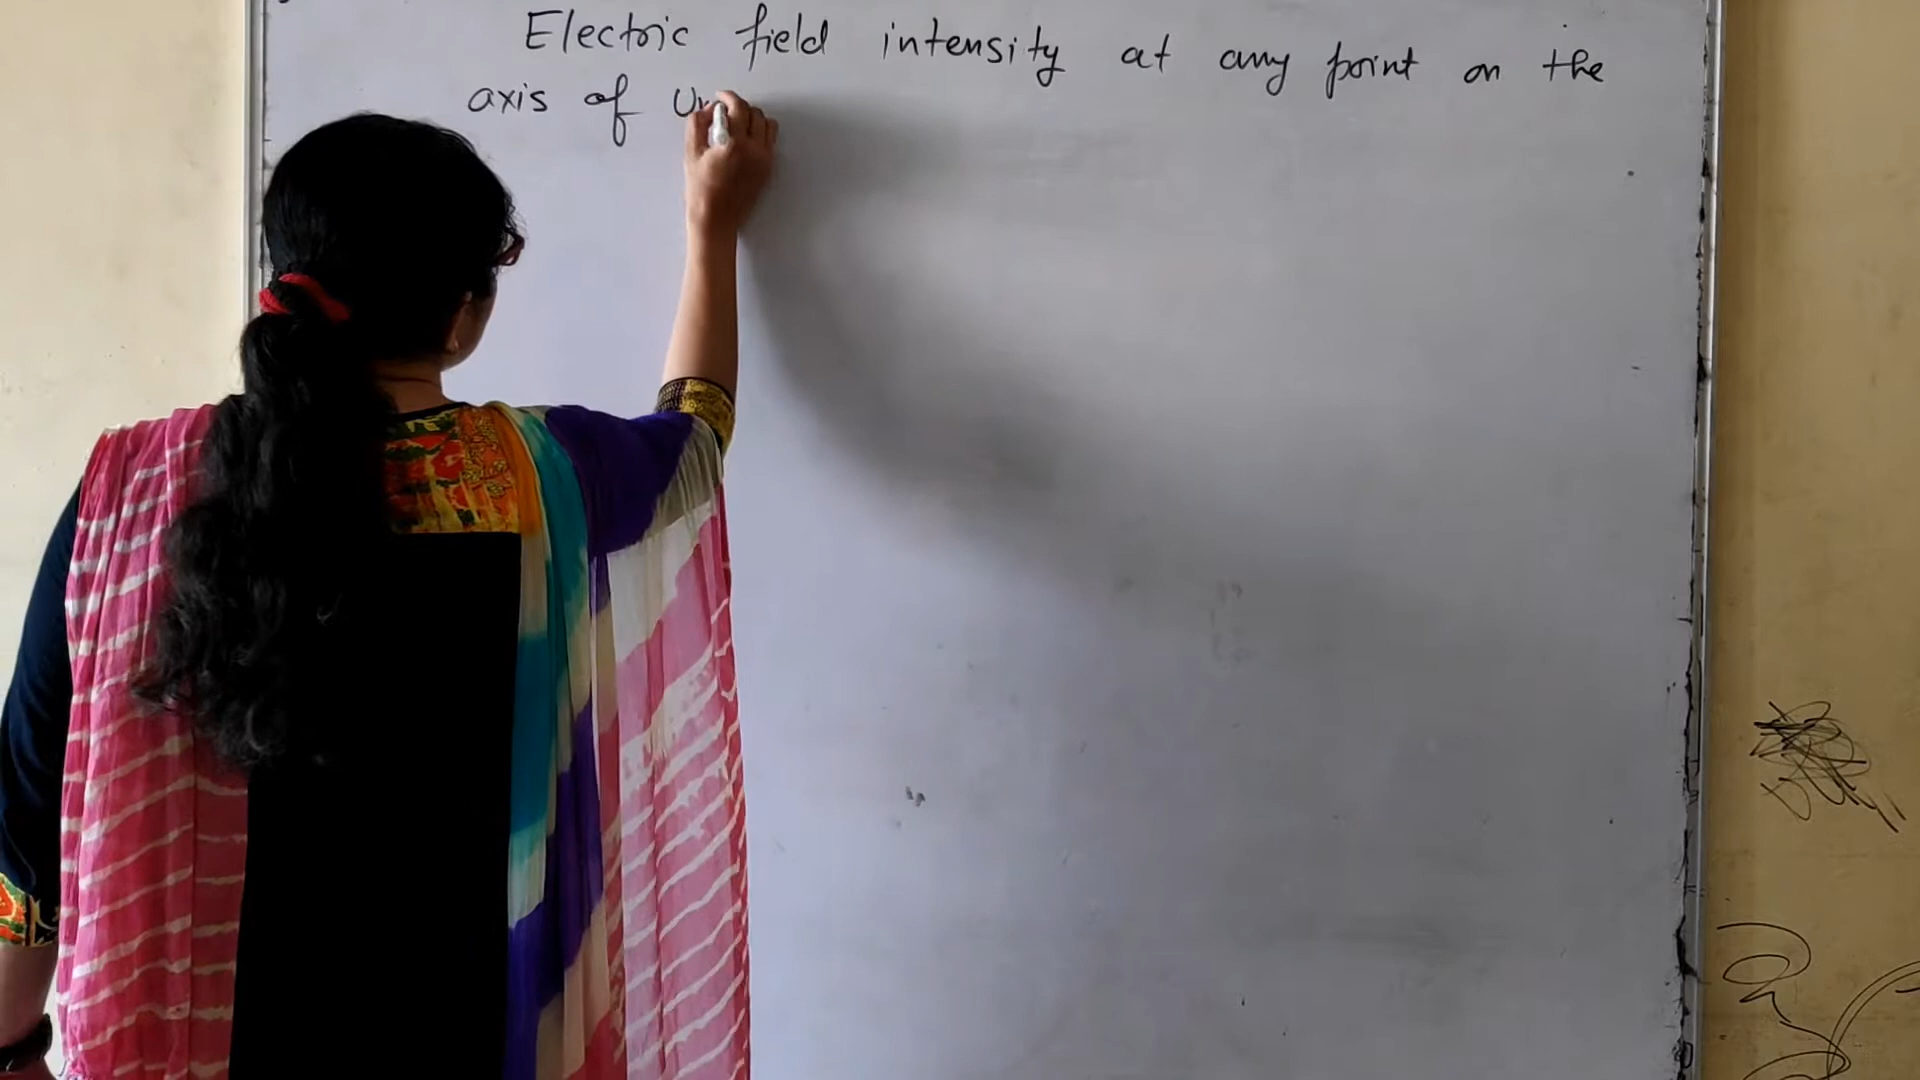 Electric field intensity at any point on the
axis of